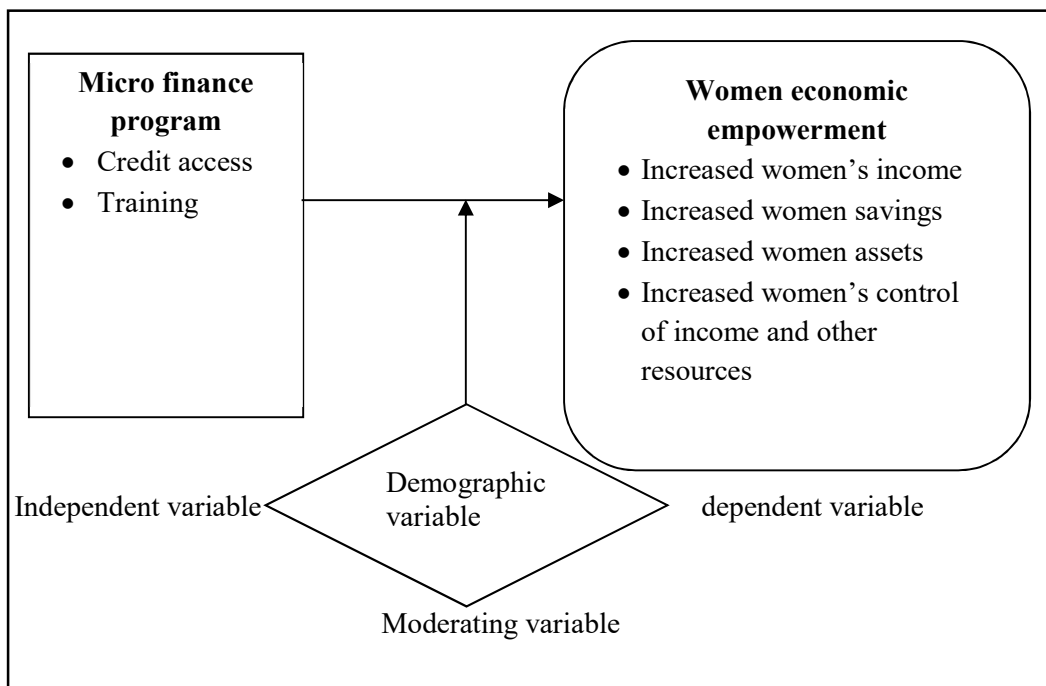 Micro finance
program
• Credit access
• Training
Women economic
empowerment
• Increased women’s income
• Increased women savings
• Increased women assets
• Increased women’s control
of income and other
resources
Demographic
variable
Independent variable
dependent variable
Moderating variable